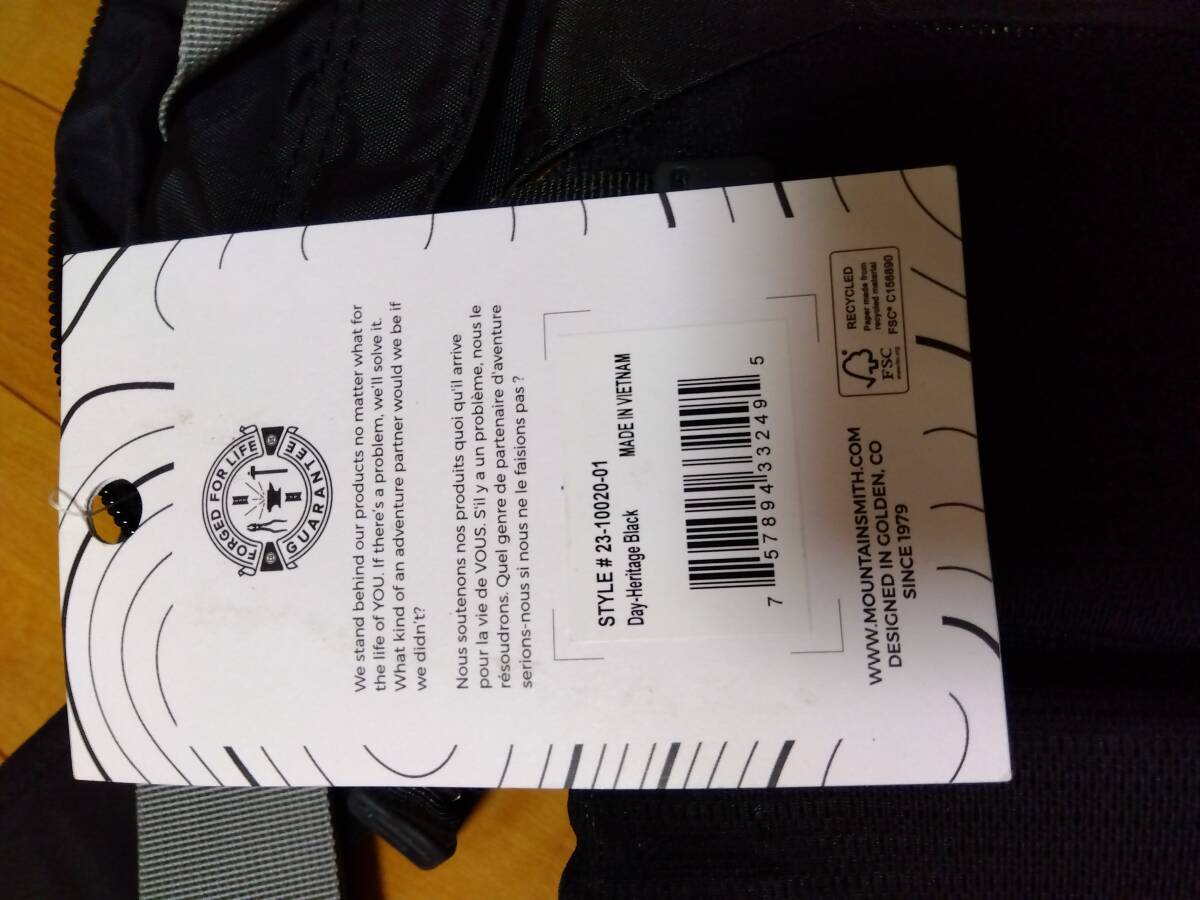 FORGED FOR LIFE
GUARANTEE
We stand behind our products no matter what for
the life of YOU. If there's a problem, we'll solve it.
What kind of an adventure partner would we be if
we didn't?
Nous soutenons nos produits quoi qu'il arrive
pour la vie de VOUS. S'il y a un problème, nous le
résoudrons. Quel genre de partenaire d'aventure
serions-nous si nous ne le faisions pas ?
STYLE # 23-10020-01
Day-Heritage Black MADE IN VIETNAM
7 57894 33249 5
WWW.MOUNTAINSMITH.COM
DESIGNED IN GOLDEN, CO
SINCE 1979
FSC
www.fsc.org
RECYCLED
Paper made from
recycled material
FSC® C156890